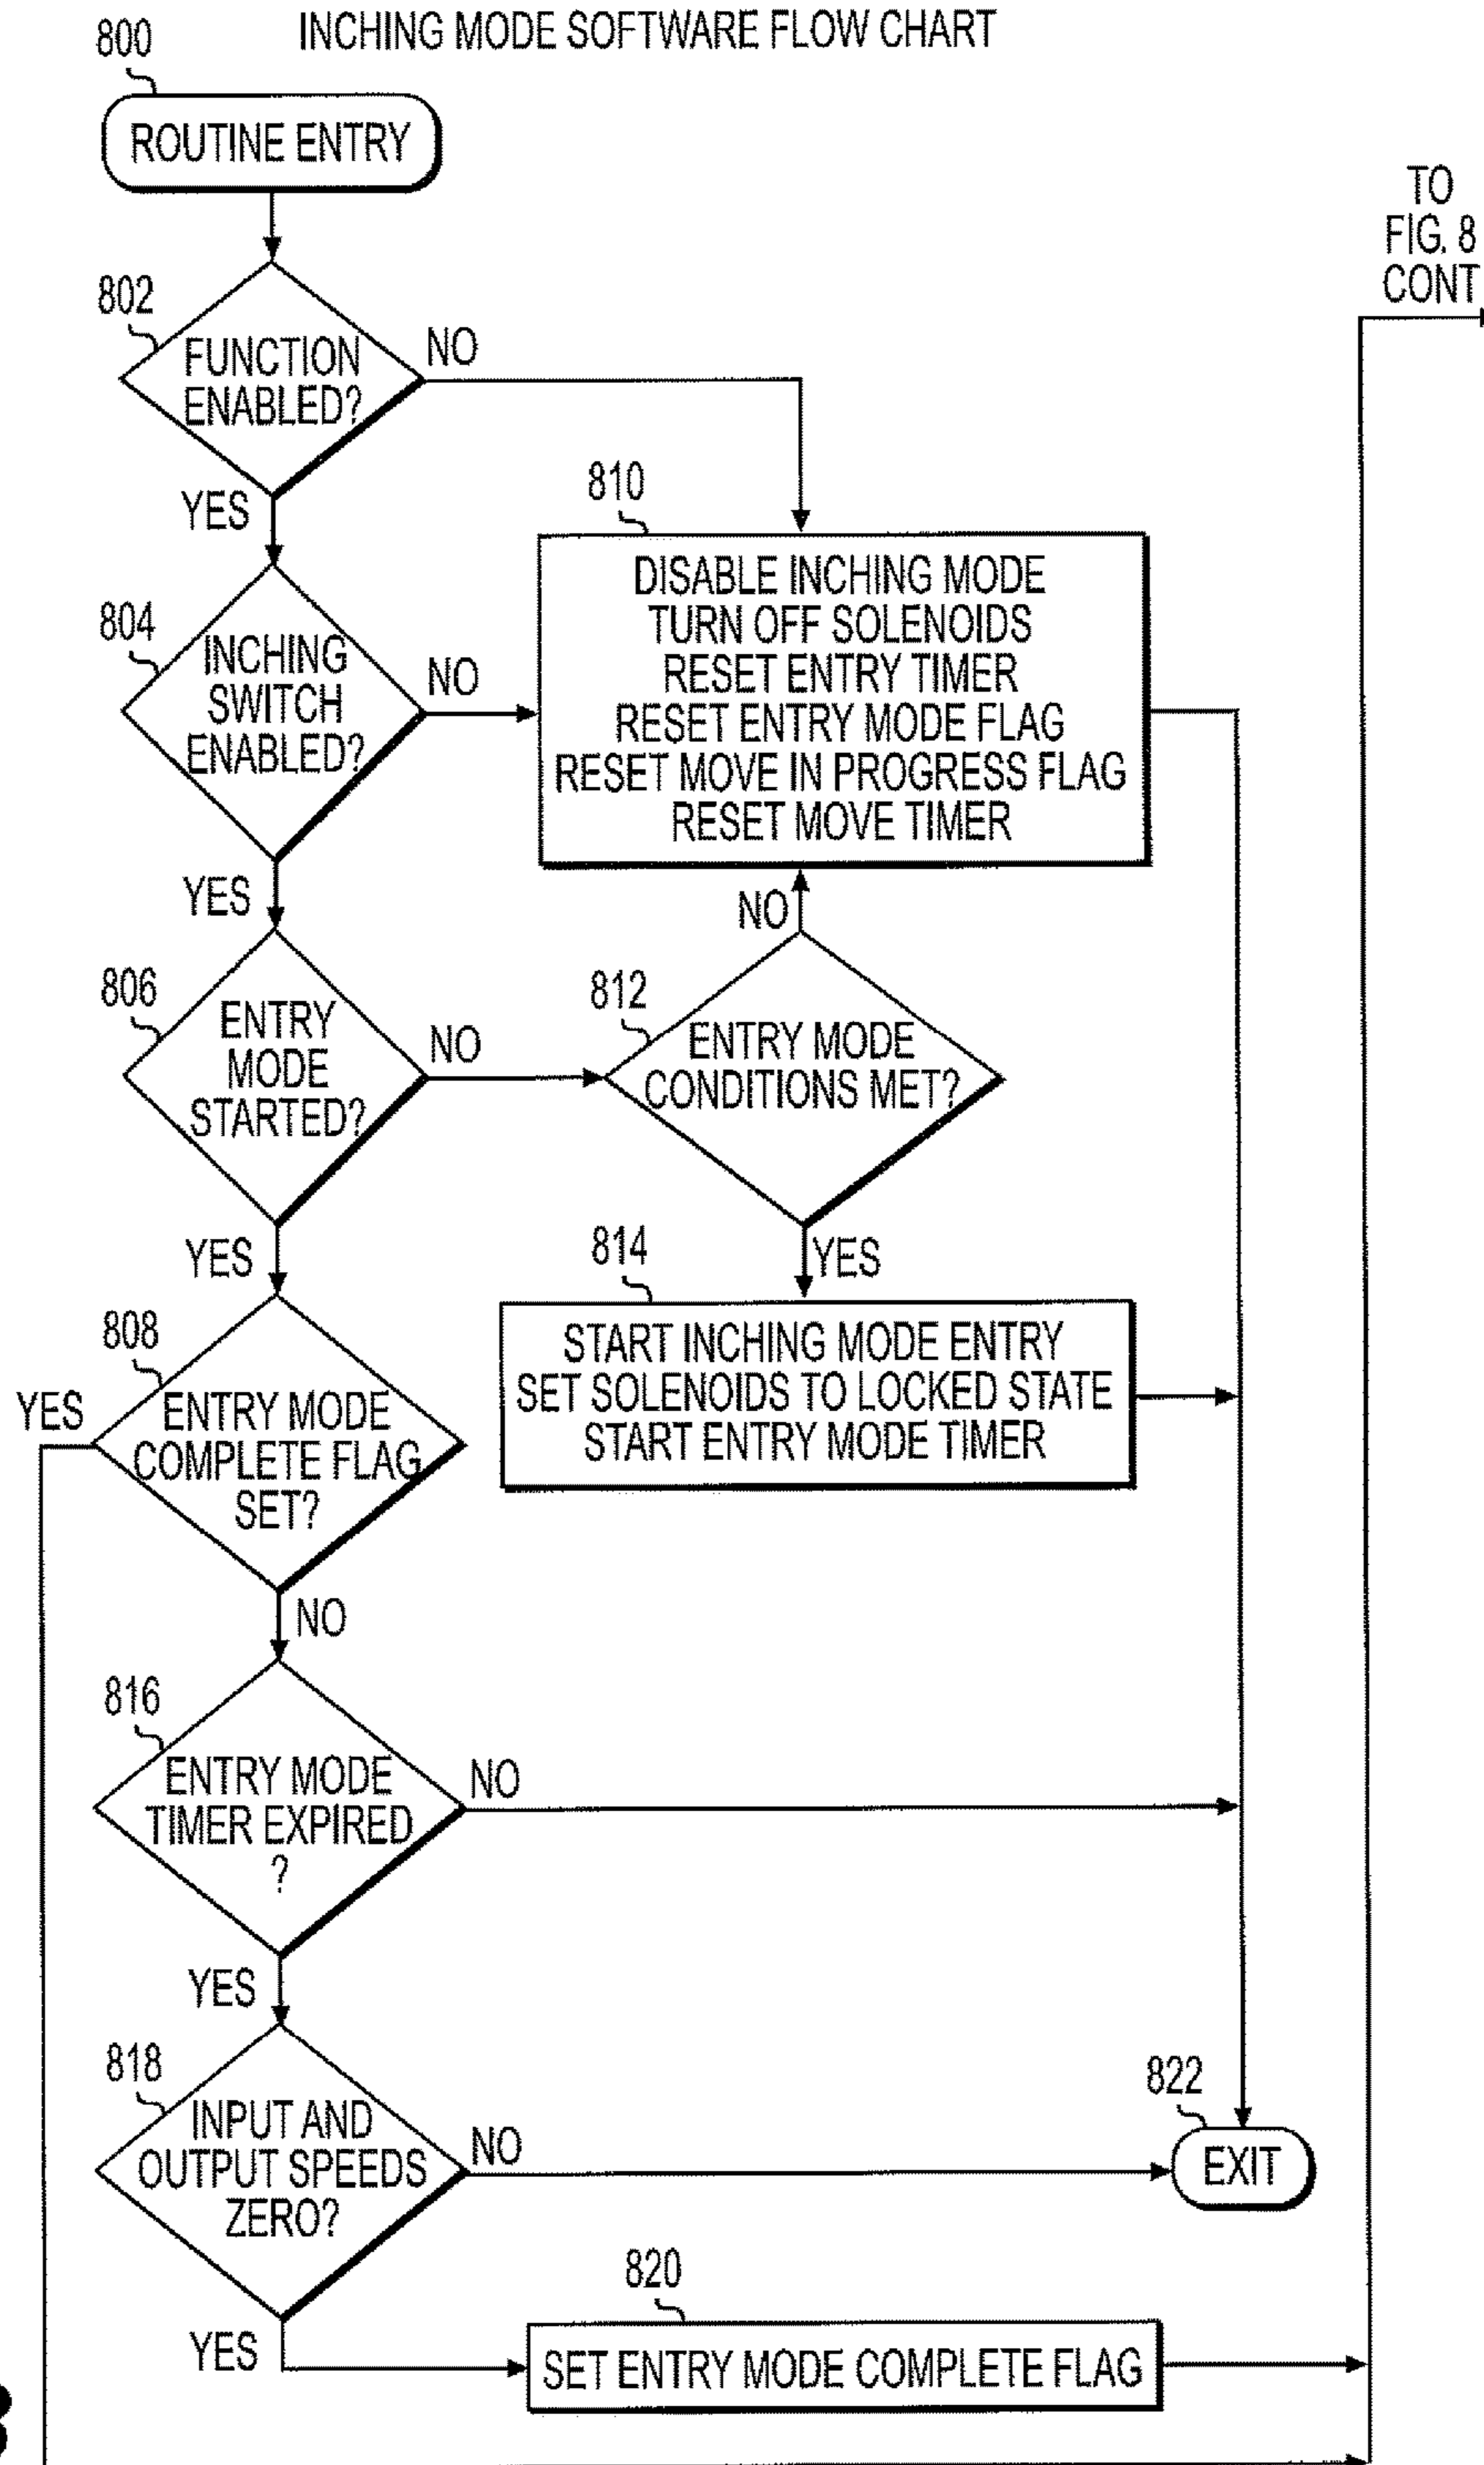 INCHING MODE SOFTWARE FLOW CHART
800
ROUTINE ENTRY
TO
FIG. 8
CONT
802
FUNCTION
ENABLED?
NO
YES
804
INCHING
SWITCH
ENABLED?
NO
YES
810
DISABLE INCHING MODE
TURN OFF SOLENOIDS
RESET ENTRY TIMER
RESET ENTRY MODE FLAG
RESET MOVE IN PROGRESS FLAG
RESET MOVE TIMER
806
ENTRY
MODE
STARTED?
NO
YES
812
NO
ENTRY MODE
CONDITIONS MET?
YES
814
START INCHING MODE ENTRY
SET SOLENOIDS TO LOCKED STATE
START ENTRY MODE TIMER
808
YES
ENTRY MODE
COMPLETE FLAG
SET?
NO
816
ENTRY MODE
TIMER EXPIRED
?
NO
YES
818
INPUT AND
OUTPUT SPEEDS
ZERO?
NO
YES
822
EXIT
820
SET ENTRY MODE COMPLETE FLAG